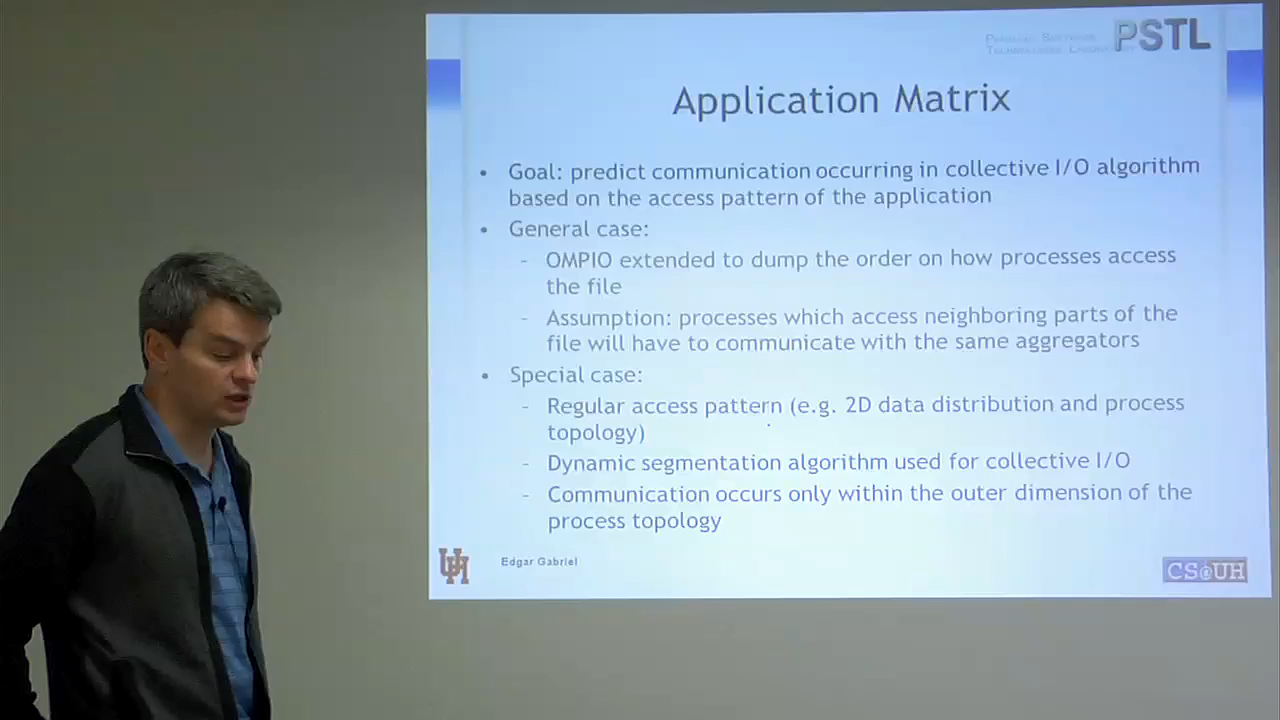 PSTL
Application Matrix
• Goal: predict communication occurring in collective I/O algorithm
based on the access pattern of the application
• General case:
- OMPIO extended to dump the order on how processes access
the file
- Assumption: processes which access neighboring parts of the
file will have to communicate with the same aggregators
• Special case:
- Regular access pattern (e.g. 2D data distribution and process
topology)
- Dynamic segmentation algorithm used for collective I/O
- Communication occurs only within the outer dimension of the
process topology
UH
Edgar Gabriel
CS@UH